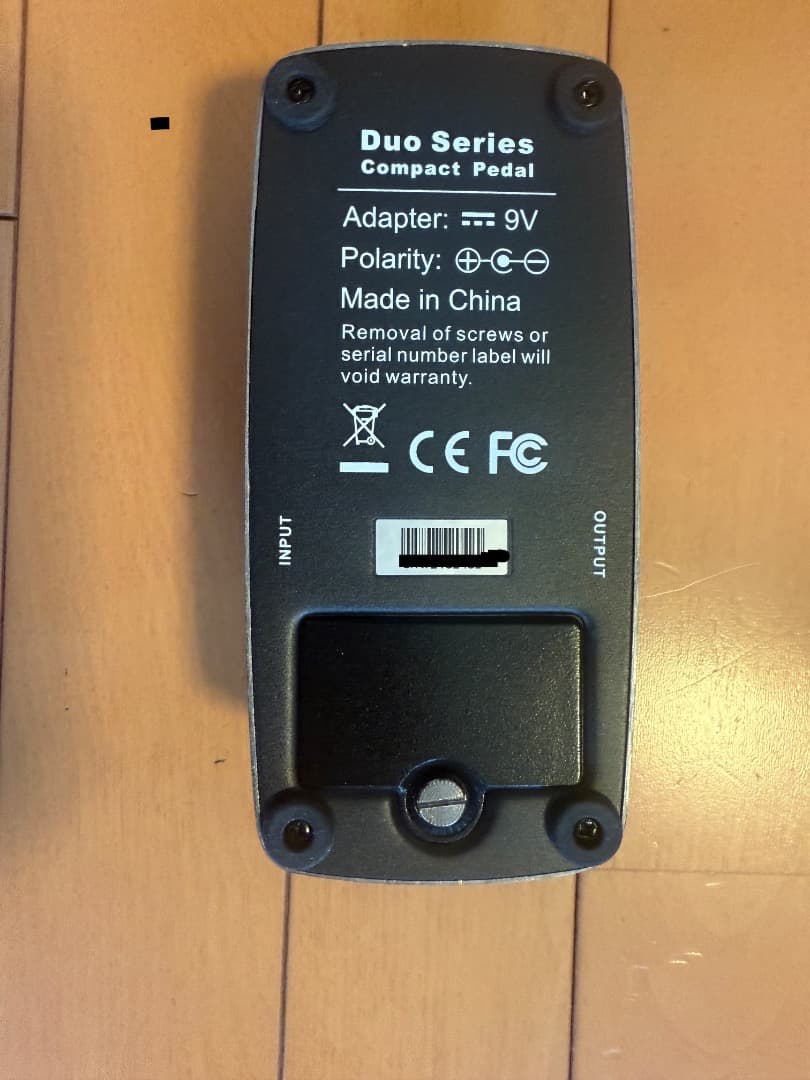 Duo Series
Compact Pedal
Adapter: 9V
Polarity:
Made in China
Removal of screws or
serial number label will
void warranty.
CE FC
INPUT
OUTPUT